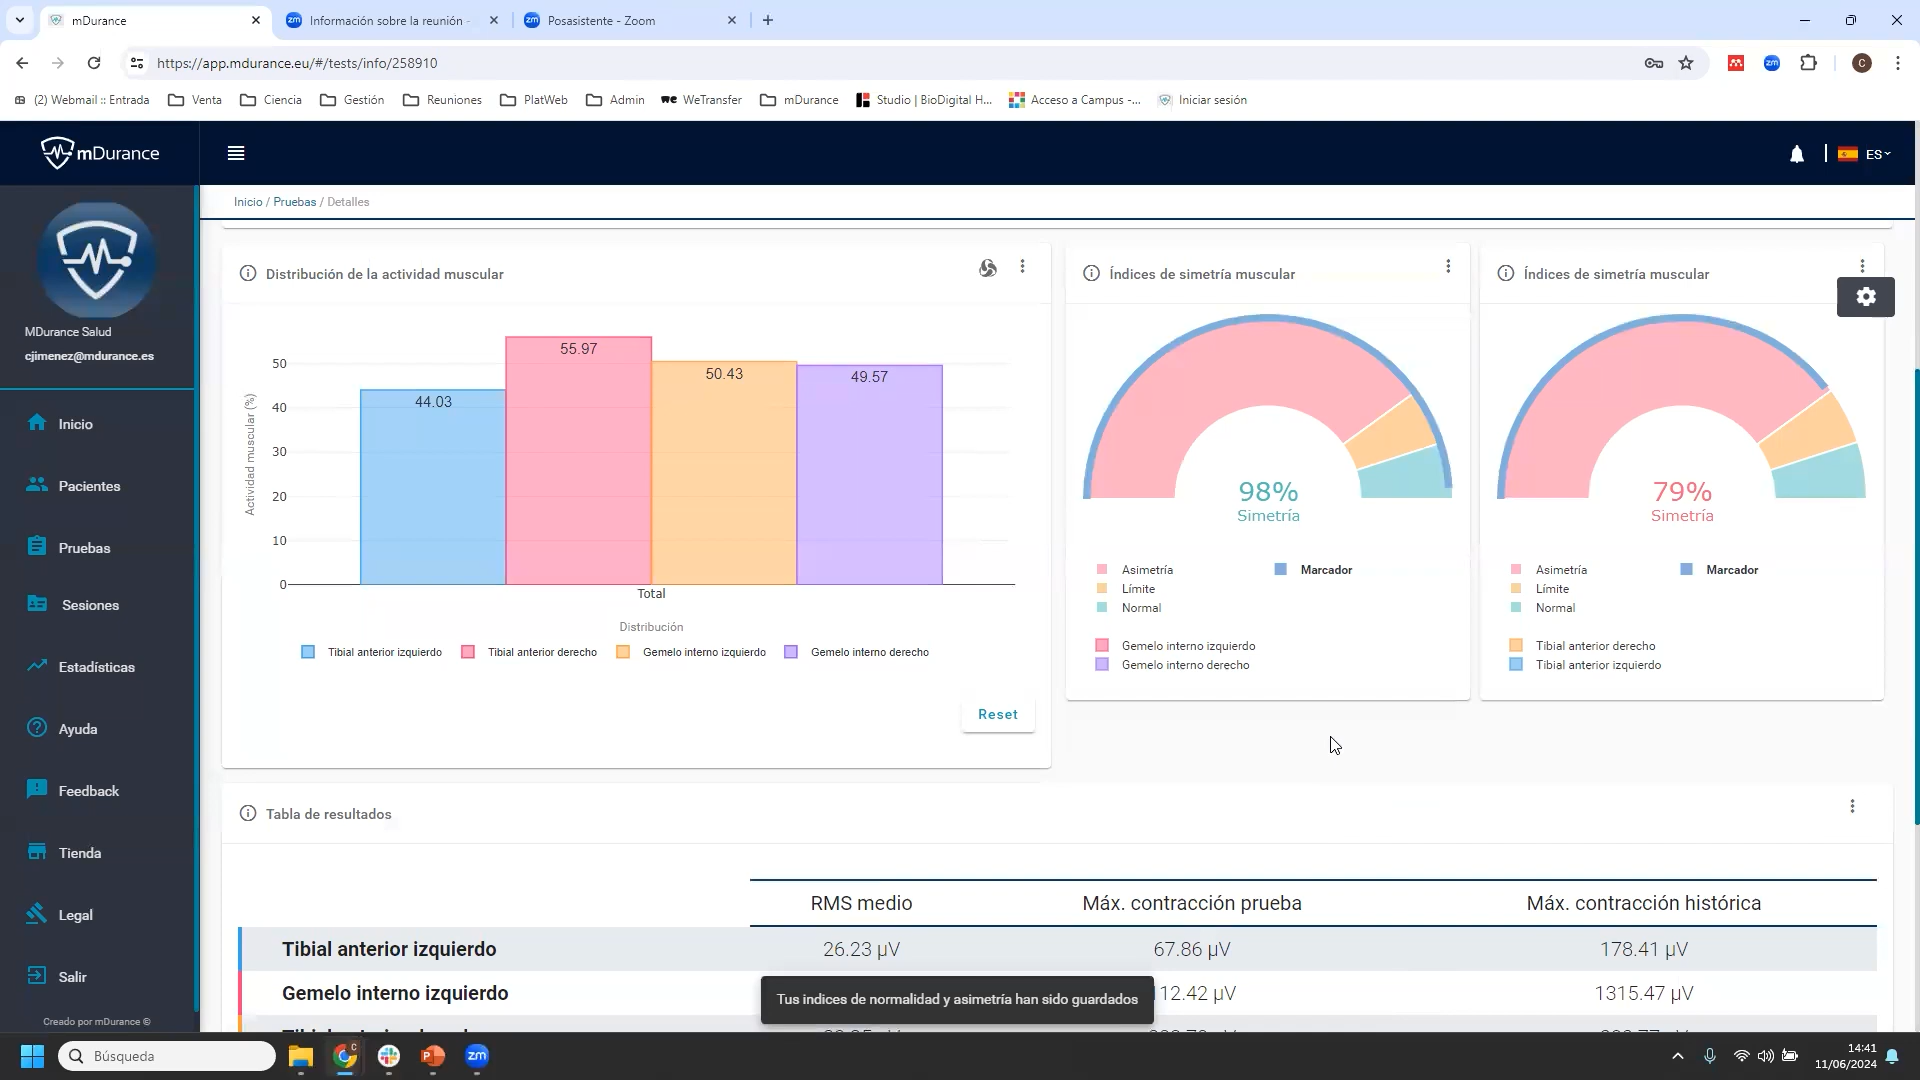 mDurance
Información sobre la reunión -
Posasistente - Zoom
https://app.mdurance.eu/#/tests/info/258910
C
(2) Webmail :: Entrada
Venta
Ciencia
Gestión
Reuniones
PlatWeb
Admin
WeTransfer
mDurance
Studio | BioDigital H...
Acceso a Campus -...
Iniciar sesión
mDurance
ES
Inicio / Pruebas / Detalles
MDurance Salud
cjimenez@mdurance.es
Inicio
Pacientes
Pruebas
Sesiones
Estadísticas
Ayuda
Feedback
Tienda
Legal
Salir
Creado por mDurance ©
Distribución de la actividad muscular
Actividad muscular (%)
50
40
30
20
10
0
44.03
55.97
50.43
49.57
Total
Distribución
Tibial anterior izquierdo
Tibial anterior derecho
Gemelo interno izquierdo
Gemelo interno derecho
Reset
Índices de simetría muscular
98%
Simetría
Asimetría
Marcador
Límite
Normal
Gemelo interno izquierdo
Gemelo interno derecho
Índices de simetría muscular
79%
Simetría
Asimetría
Marcador
Límite
Normal
Tibial anterior derecho
Tibial anterior izquierdo
Tabla de resultados
RMS medio Máx. contracción prueba Máx. contracción histórica
Tibial anterior izquierdo 26.23 µV 67.86 µV 178.41 µV
Gemelo interno izquierdo 12.42 µV 1315.47 µV
Tus indices de normalidad y asimetría han sido guardados
Búsqueda
14:41
11/06/2024